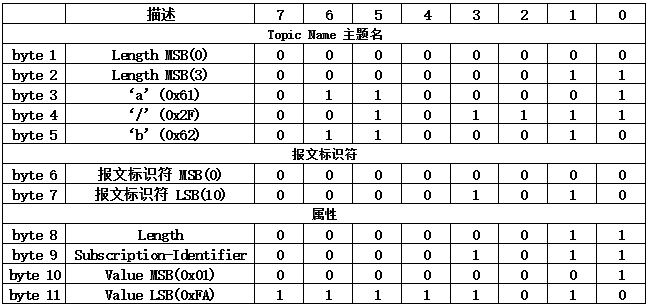 描述 7 6 5 4 3 2 1 0
Topic Name 主题名
byte 1 Length MSB(0) 0 0 0 0 0 0 0 0
byte 2 Length MSB(3) 0 0 0 0 0 0 1 1
byte 3 ‘a’(0x61) 0 1 1 0 0 0 0 1
byte 4 ‘/’(0x2F) 0 0 1 0 1 1 1 1
byte 5 ‘b’(0x62) 0 1 1 0 0 0 1 0
报文标识符
byte 6 报文标识符 MSB(0) 0 0 0 0 0 0 0 0
byte 7 报文标识符 LSB(10) 0 0 0 0 1 0 1 0
属性
byte 8 Length 0 0 0 0 0 0 1 1
byte 9 Subscription-Identifier 0 0 0 0 1 0 1 1
byte 10 Value MSB(0x01) 0 0 0 0 0 0 0 1
byte 11 Value LSB(0xFA) 1 1 1 1 1 0 1 0